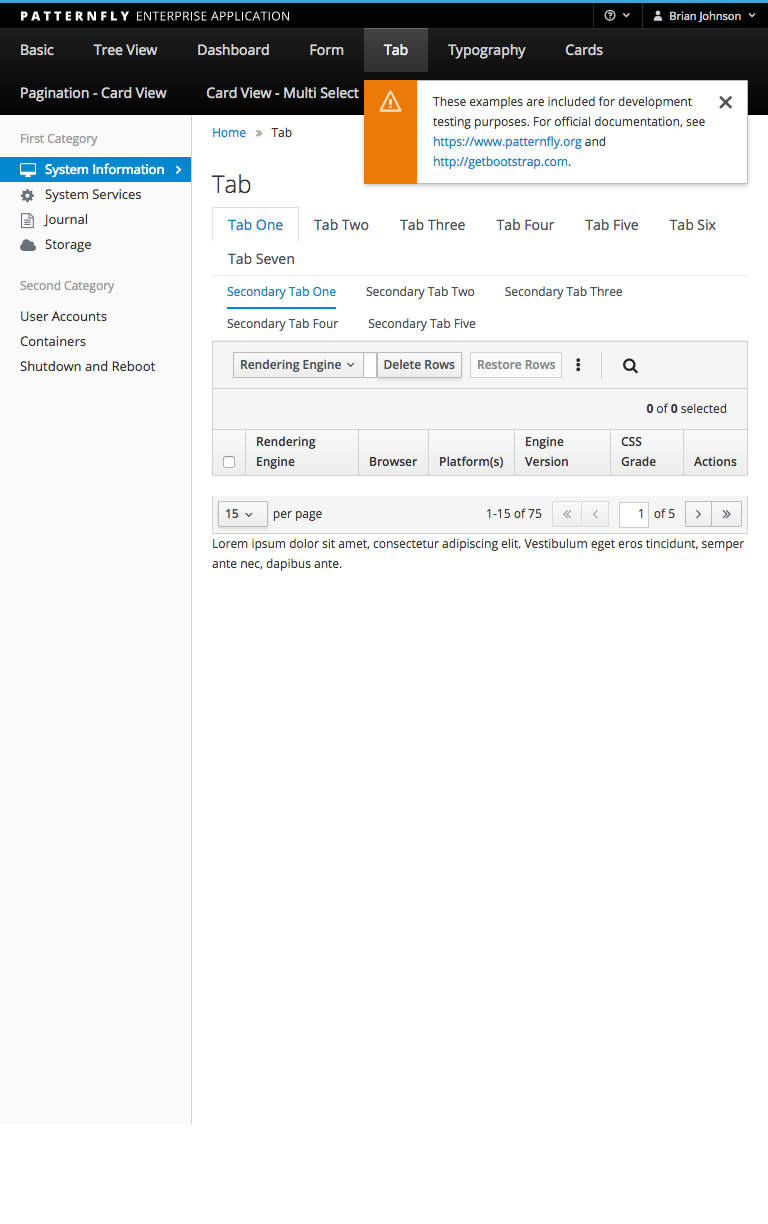 PATTERNFLY ENTERPRISE APPLICATION
Brian Johnson
Basic Tree View Dashboard Form Tab Typography Cards
Pagination - Card View Card View - Multi Select
These examples are included for development
testing purposes. For official documentation, see
https://www.patternfly.org and
http://getbootstrap.com.
First Category
System Information
System Services
Journal
Storage
Second Category
User Accounts
Containers
Shutdown and Reboot
Home » Tab
Tab
Tab One Tab Two Tab Three Tab Four Tab Five Tab Six
Tab Seven
Secondary Tab One Secondary Tab Two Secondary Tab Three
Secondary Tab Four Secondary Tab Five
Rendering Engine Delete Rows Restore Rows
0 of 0 selected
Rendering Engine Browser Platform(s) Engine Version CSS Grade Actions
15 per page 1-15 of 75 « ‹ 1 of 5 › »
Lorem ipsum dolor sit amet, consectetur adipiscing elit. Vestibulum eget eros tincidunt, semper
ante nec, dapibus ante.